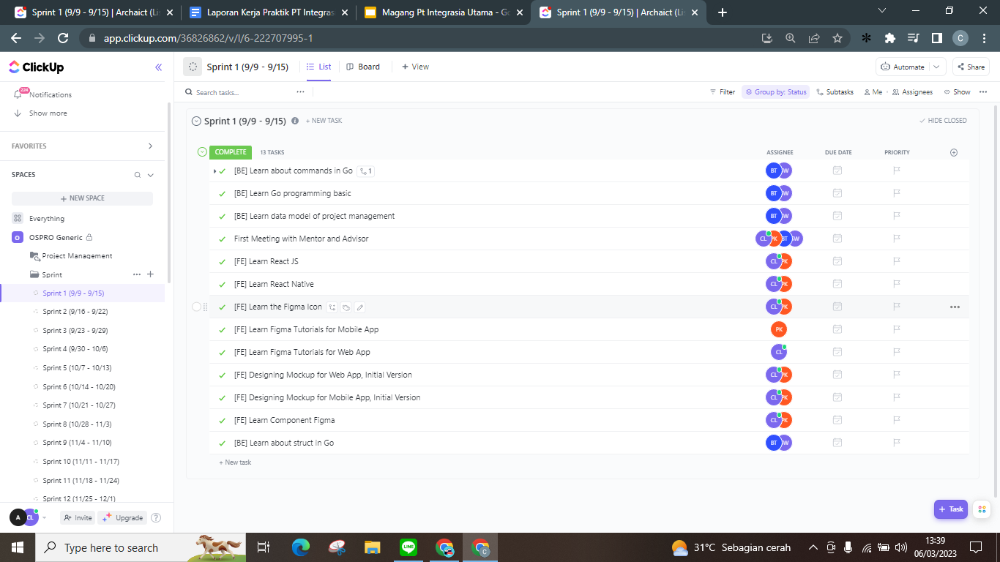 Sprint 1 (9/9 - 9/15) | Archaict (Lis
Laporan Kerja Praktik PT Integras
Magang Pt Integrasia Utama - Go
Sprint 1 (9/9 - 9/15) | Archaict (Lis
app.clickup.com/36826862/v/l/6-222707995-1
C
ClickUp
Sprint 1 (9/9 - 9/15)
List
Board
+ View
Automate
Share
224
Notifications
Show more
Search tasks...
Filter
Group by: Status
Subtasks
Me
Assignees
Show
FAVORITES
SPACES
+ NEW SPACE
Everything
O OSPRO Generic
Project Management
Sprint
Sprint 1 (9/9 - 9/15)
Sprint 2 (9/16 - 9/22)
Sprint 3 (9/23 - 9/29)
Sprint 4 (9/30 - 10/6)
Sprint 5 (10/7 - 10/13)
Sprint 6 (10/14 - 10/20)
Sprint 7 (10/21 - 10/27)
Sprint 8 (10/28 - 11/3)
Sprint 9 (11/4 - 11/10)
Sprint 10 (11/11 - 11/17)
Sprint 11 (11/18 - 11/24)
Sprint 12 (11/25 - 12/1)
A CL
Invite
Upgrade
?
Sprint 1 (9/9 - 9/15)
+ NEW TASK
HIDE CLOSED
COMPLETE 13 TASKS ASSIGNEE DUE DATE PRIORITY
[BE] Learn about commands in Go 1 BT SW
[BE] Learn Go programming basic BT SW
[BE] Learn data model of project management BT SW
First Meeting with Mentor and Advisor CL PK BT SW
[FE] Learn React JS CL PK
[FE] Learn React Native CL PK
[FE] Learn the Figma Icon CL PK
[FE] Learn Figma Tutorials for Mobile App PK
[FE] Learn Figma Tutorials for Web App CL
[FE] Designing Mockup for Web App, Initial Version CL PK
[FE] Designing Mockup for Mobile App, Initial Version CL PK
[FE] Learn Component Figma CL PK
[BE] Learn about struct in Go BT SW
+ New task
+ Task
Type here to search
LINE
C
31°C Sebagian cerah
13:39
06/03/2023